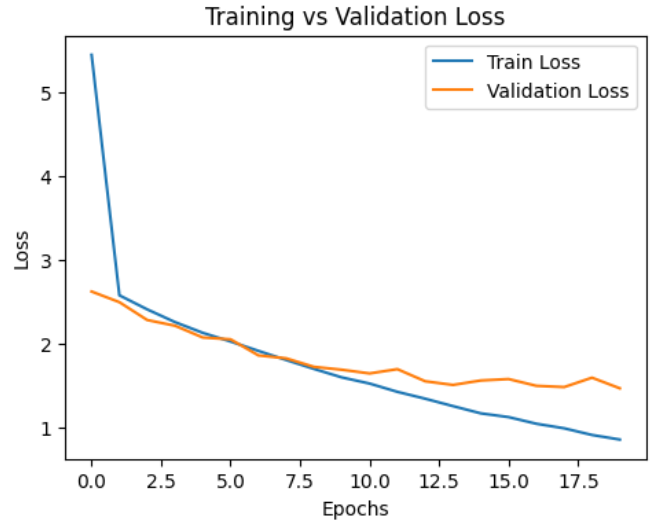 Training vs Validation Loss
Train Loss
Validation Loss
5
4
3
2
1
Loss
0.0 2.5 5.0 7.5 10.0 12.5 15.0 17.5
Epochs